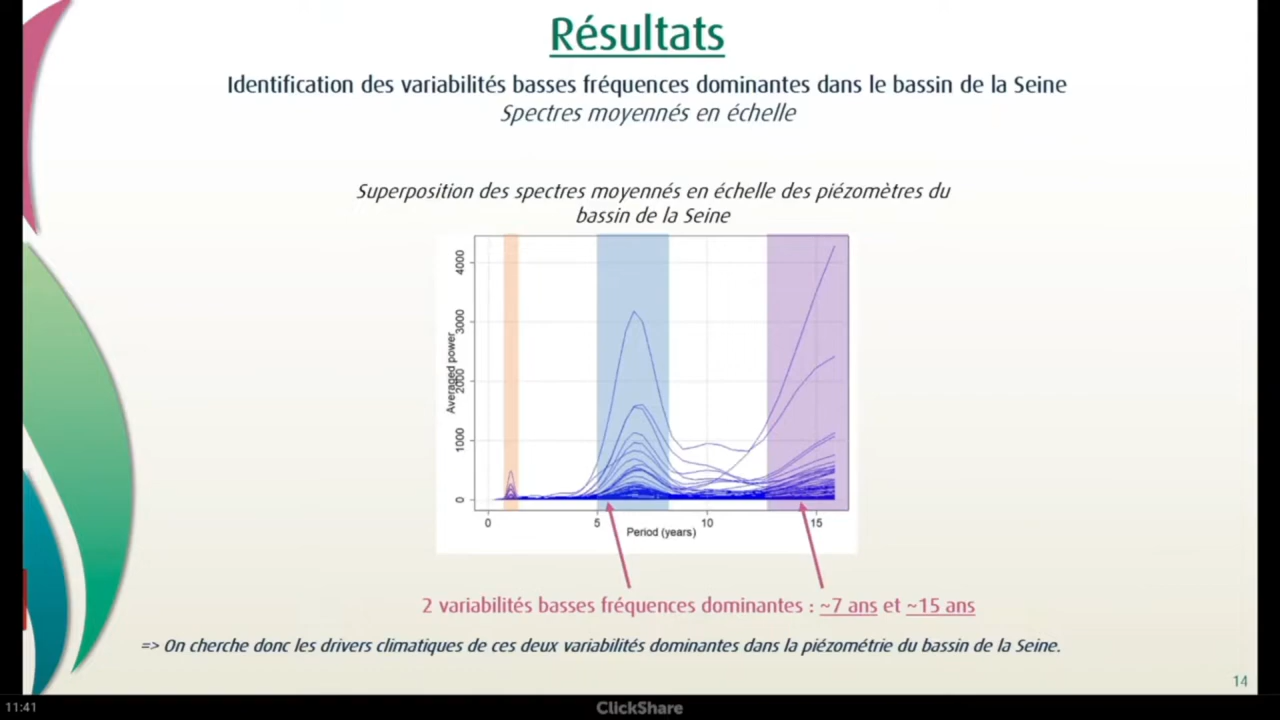 Résultats
Identification des variabilités basses fréquences dominantes dans le bassin de la Seine
Spectres moyennés en échelle
Superposition des spectres moyennés en échelle des piézomètres du
bassin de la Seine
Averaged power
4000
3000
2000
1000
0
0 5 10 15
Period (years)
2 variabilités basses fréquences dominantes : ~7 ans et ~15 ans
=> On cherche donc les drivers climatiques de ces deux variabilités dominantes dans la piézométrie du bassin de la Seine.
14
11:41
ClickShare